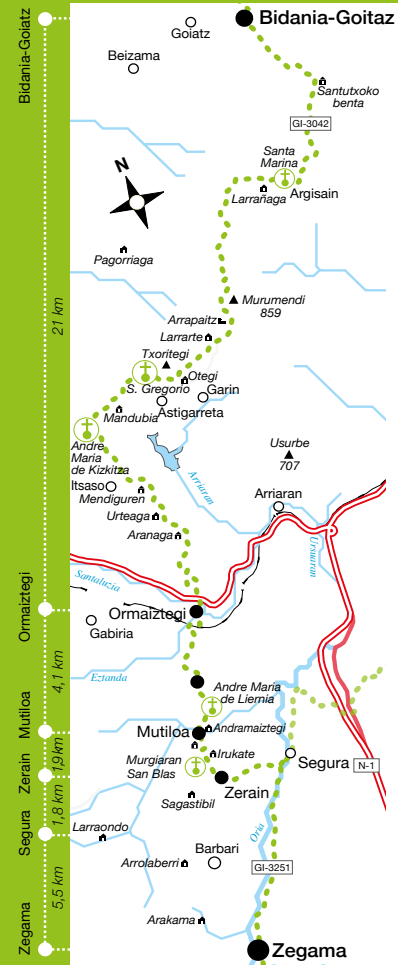 Bidania-Goiatz
21 km
Ormaiztegi
4,1 km
Mutiloa
1,9 km
Zerain
1,8 km
Segura
5,5 km
Zegama
Bidania-Goitaz
Goiatz
Beizama
Santutxoko
benta
GI-3042
Santa
Marina
N
Larrañaga
Argisain
Pagorriaga
Murumendi
859
Arrapaitz
Larrarte
Txoritegi
Otegi
S. Gregorio
Garin
Astigarreta
Mandubia
Andre
Maria
de Kizkitza
Usurbe
707
Itsaso
Mendiguren
Arriaran
Arriaran
Urteaga
Aranaga
Ursuaran
Santaluzia
Ormaiztegi
Gabiria
Eztanda
Andre Maria
de Liernia
Andramaiztegi
Mutiloa
Irukate
Murgiaran
San Blas
Segura
N-1
Zerain
Sagastibil
Larraondo
Oria
Barbari
Arrolaberri
GI-3251
Arakama
Zegama